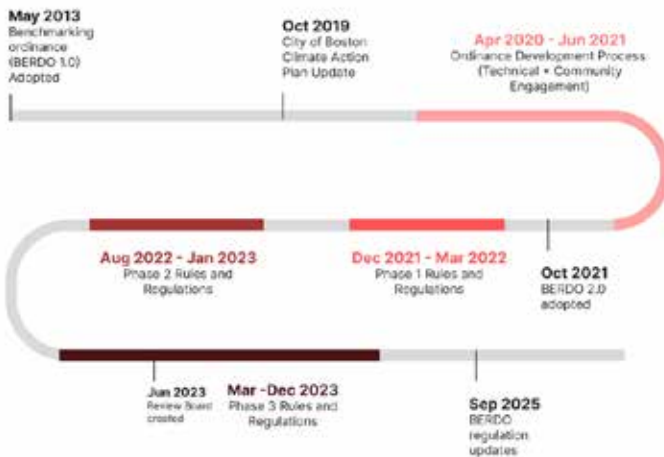 May 2013
Benchmarking
ordinance
(BERDO 1.0)
Adopted
Oct 2019
City of Boston
Climate Action
Plan Update
Apr 2020 - Jun 2021
Ordinance Development Process
(Technical + Community
Engagement)
Aug 2022 - Jan 2023
Phase 2 Rules and
Regulations
Dec 2021 - Mar 2022
Phase 1 Rules and
Regulations
Oct 2021
BERDO 2.0
adopted
Jun 2023
Review Board
created
Mar -Dec 2023
Phase 3 Rules and
Regulations
Sep 2025
BERDO
regulation
updates